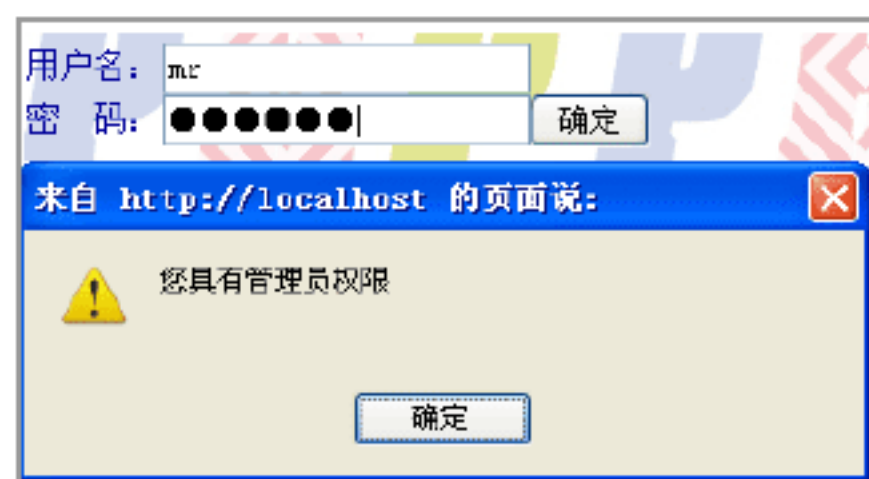 用户名: mr
密 码: ●●●●●● 确定
来自 http://localhost 的页面说:
您具有管理员权限
确定